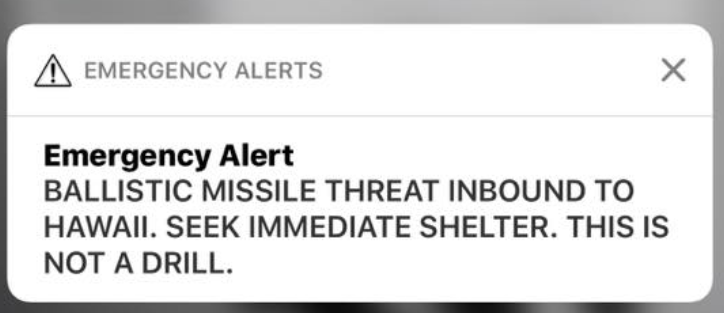 EMERGENCY ALERTS
Emergency Alert
BALLISTIC MISSILE THREAT INBOUND TO
HAWAII. SEEK IMMEDIATE SHELTER. THIS IS
NOT A DRILL.